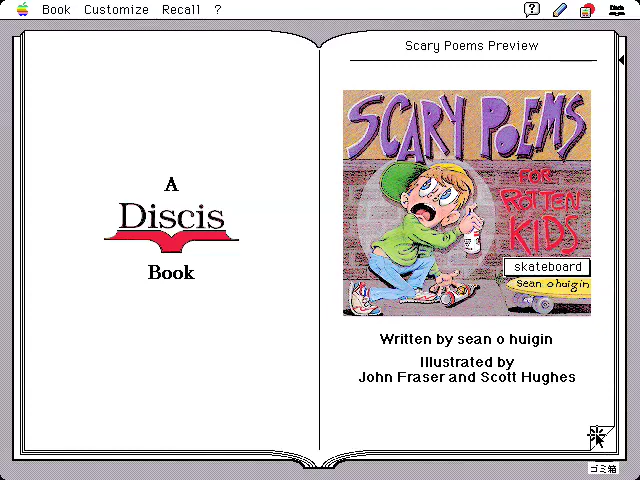 Book Customize Recall ?
Discis
Scary Poems Preview
A
Discis
Book
SCARY POEMS
FOR
ROTTEN
KIDS
skateboard
sean o huigin
Written by sean o huigin
Illustrated by
John Fraser and Scott Hughes
ゴミ箱